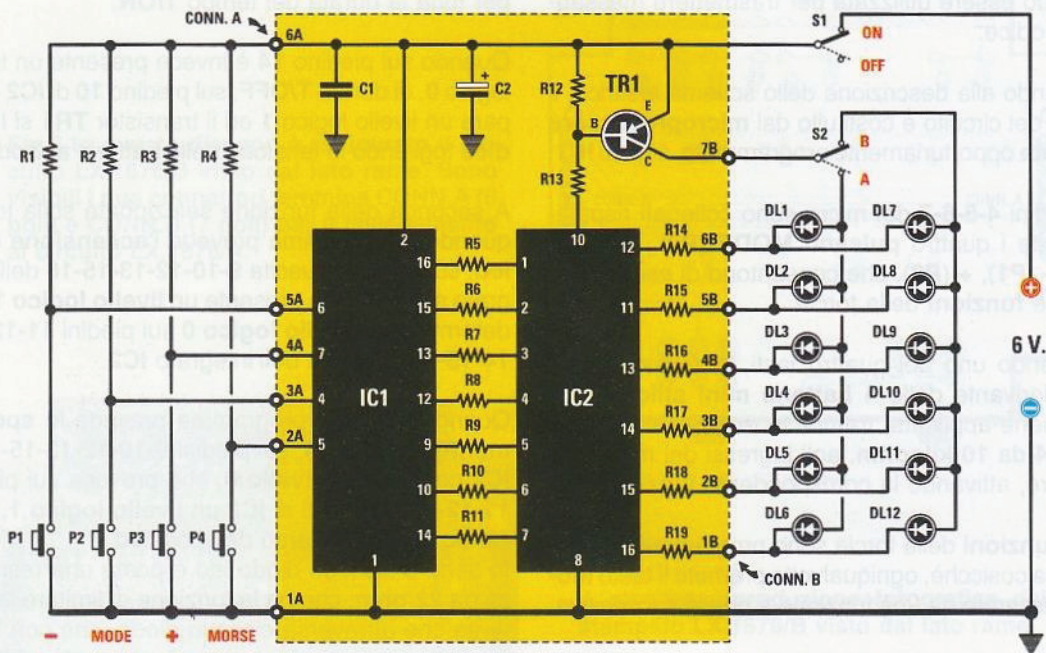 CONN. A
6A
S1
ON
OFF
C1
C2
+
R12
TR1
E
B
C
7B
S2
B
A
R1
R2
R3
R4
R13
2
10
DL1
DL7
16
R5
1
12
R14
6B
5A
6
15
R6
2
11
R15
5B
DL2
DL8
4A
7
13
R7
3
13
R16
4B
DL3
DL9
6 V.
3A
4
IC1
12
R8
4
IC2
14
R17
3B
DL4
DL10
2A
5
9
R9
5
15
R18
2B
DL5
DL11
10
R10
6
14
R11
7
16
R19
1B
DL6
DL12
P1
P2
P3
P4
1
8
CONN. B
1A
− MODE + MORSE